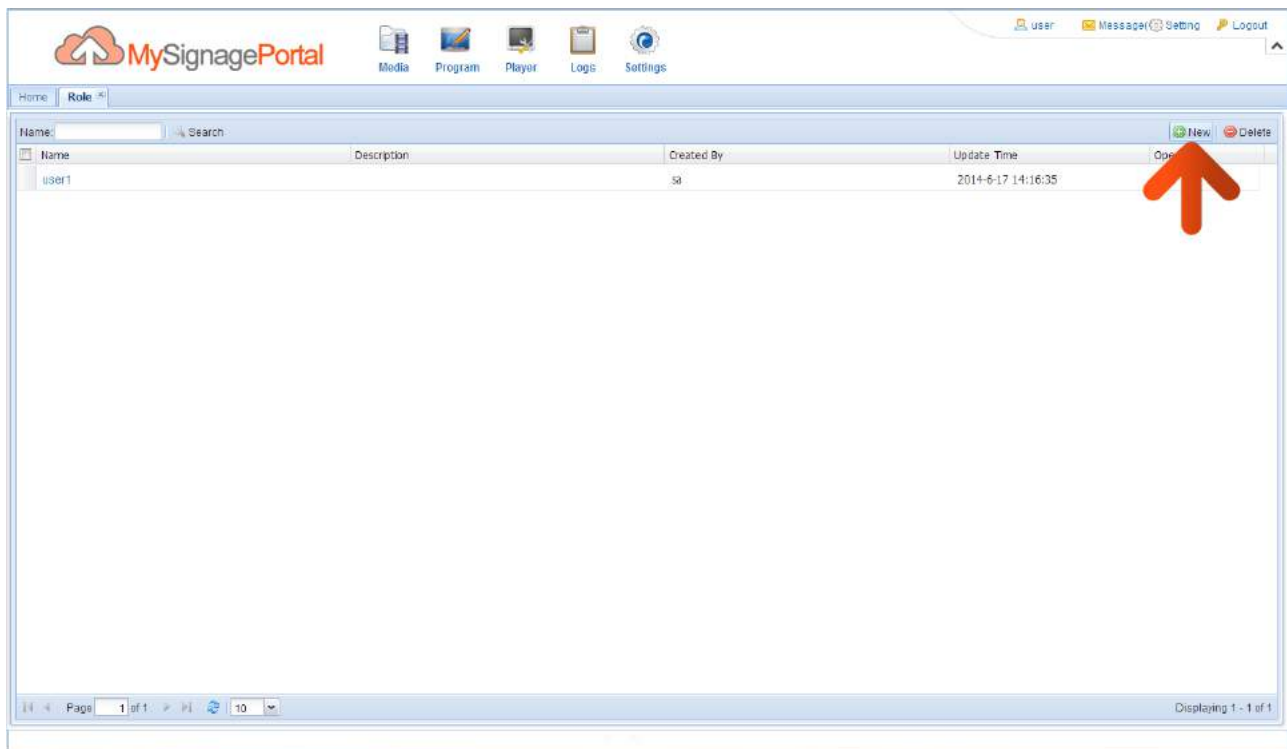 user Message( Setting Logout
MySignagePortal
Media Program Player Logs Settings
Home Role
Name: Search New Delete
Name Description Created By Update Time Ope
user1 sa 2014-6-17 14:16:35
Page 1 of 1 10 Displaying 1 - 1 of 1